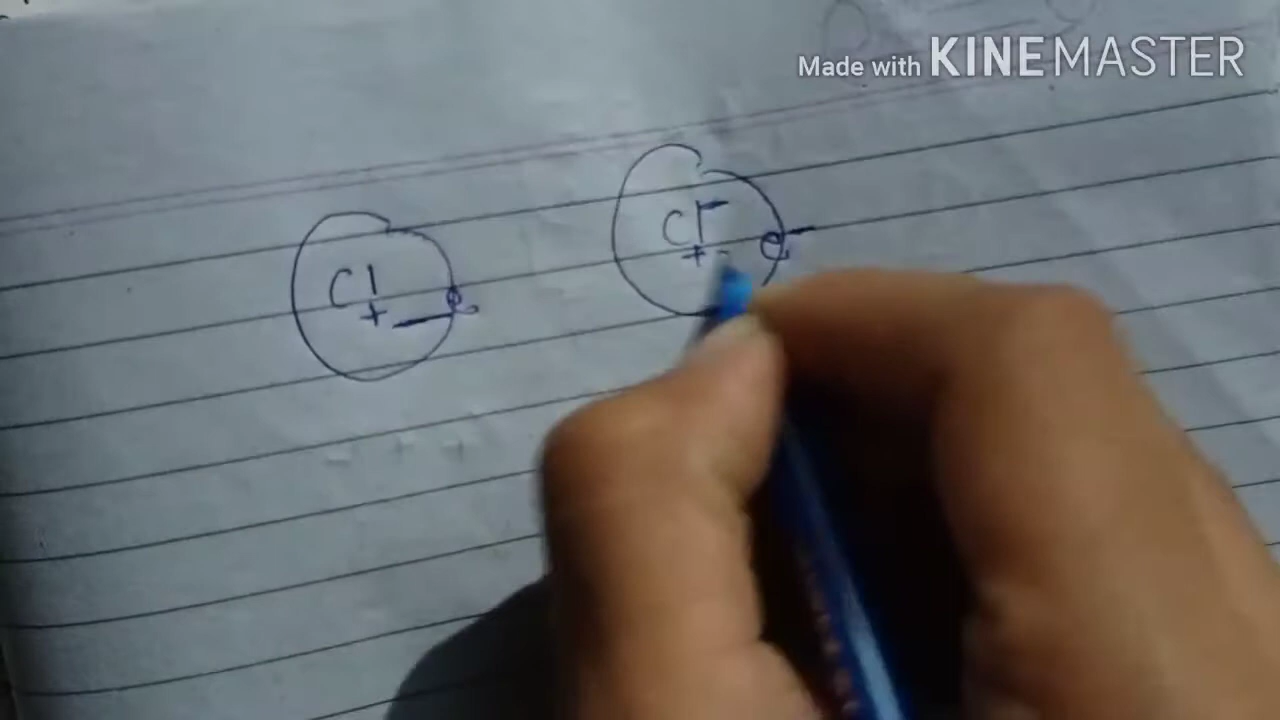 Made with KINEMASTER
Cl
+ — e
Cl-
+ - e-